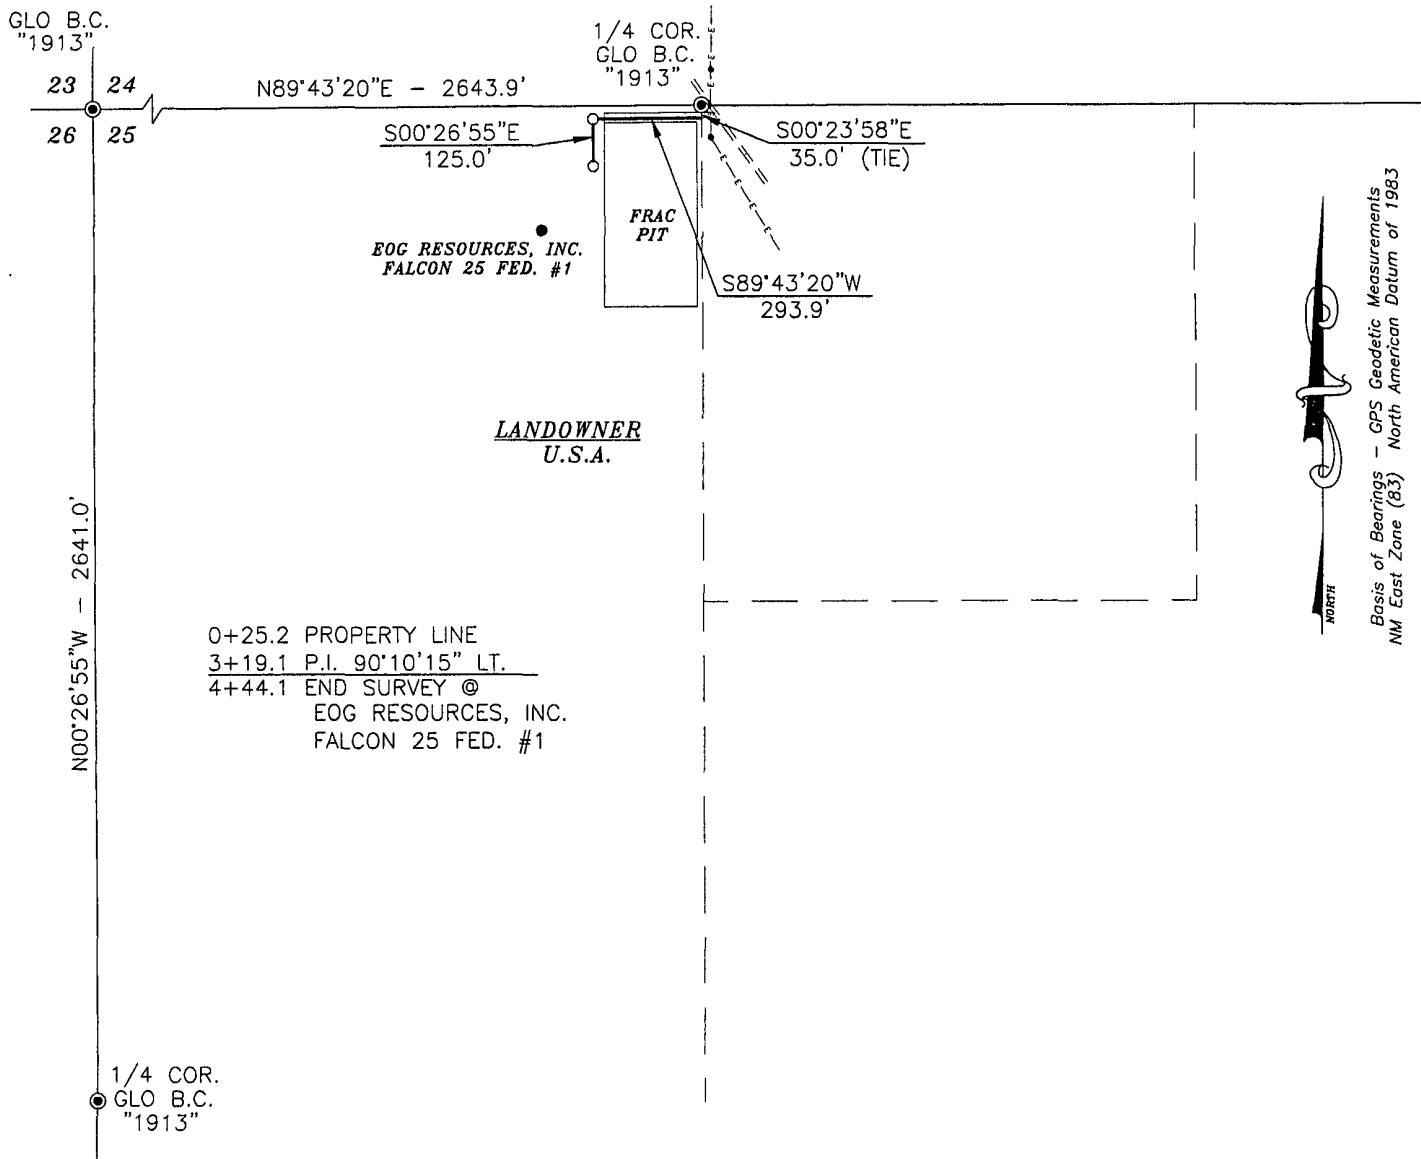 GLO B.C.
"1913"
23 24
26 25
N89°43'20"E - 2643.9'
1/4 COR.
GLO B.C.
"1913"
E
E
E
S00°26'55"E
125.0'
S00°23'58"E
35.0' (TIE)
E
E
E
FRAC
PIT
EOG RESOURCES, INC.
FALCON 25 FED. #1
S89°43'20"W
293.9'
LANDOWNER
U.S.A.
N00°26'55"W - 2641.0'
0+25.2 PROPERTY LINE
3+19.1 P.I. 90°10'15" LT.
4+44.1 END SURVEY @
EOG RESOURCES, INC.
FALCON 25 FED. #1
1/4 COR.
GLO B.C.
"1913"
NORTH
Basis of Bearings - GPS Geodetic Measurements
NM East Zone (83) North American Datum of 1983